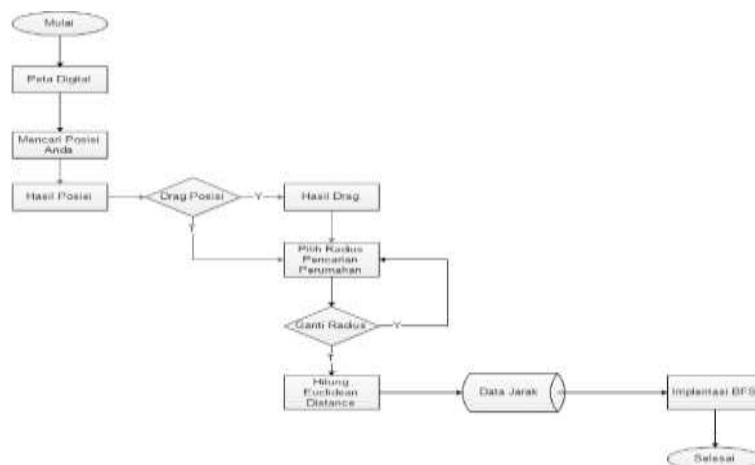 Mulai
Peta Digital
Mencari Posisi
Anda
Hasil Posisi
Drag Posisi
Y
Hasil Drag
Pilih Radius
Pencarian
Perumahan
Ganti Radius
Y
Hitung
Euclidean
Distance
Data Jarak
Implentasi BFS
Selesai